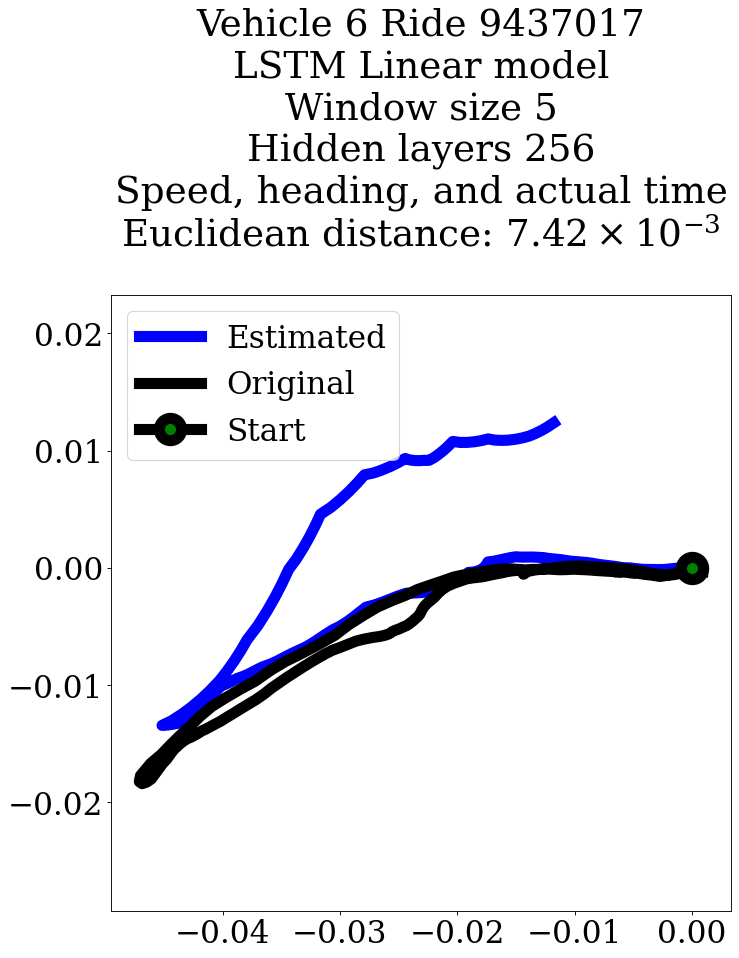 Vehicle 6 Ride 9437017
LSTM Linear model
Window size 5
Hidden layers 256
Speed, heading, and actual time
Euclidean distance: 7.42 × 10⁻³
Estimated
Original
Start
0.02
0.01
0.00
−0.01
−0.02
−0.04 −0.03 −0.02 −0.01 0.00